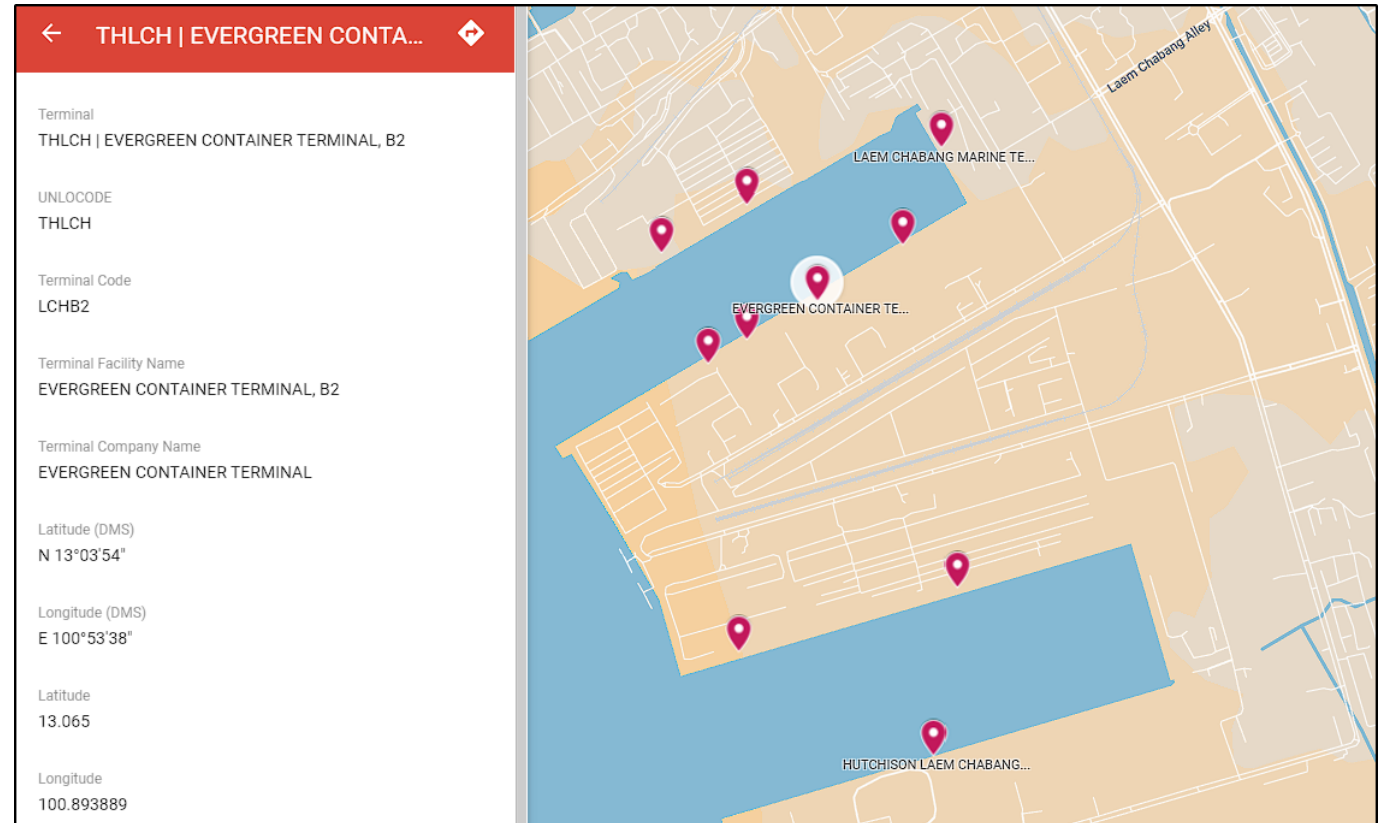 THLCH | EVERGREEN CONTA...
Terminal
THLCH | EVERGREEN CONTAINER TERMINAL, B2
UNLOCODE
THLCH
Terminal Code
LCHB2
Terminal Facility Name
EVERGREEN CONTAINER TERMINAL, B2
Terminal Company Name
EVERGREEN CONTAINER TERMINAL
Latitude (DMS)
N 13°03'54"
Longitude (DMS)
E 100°53'38"
Latitude
13.065
Longitude
100.893889
Laem Chabang Alley
LAEM CHABANG MARINE TE...
EVERGREEN CONTAINER TE...
HUTCHISON LAEM CHABANG...